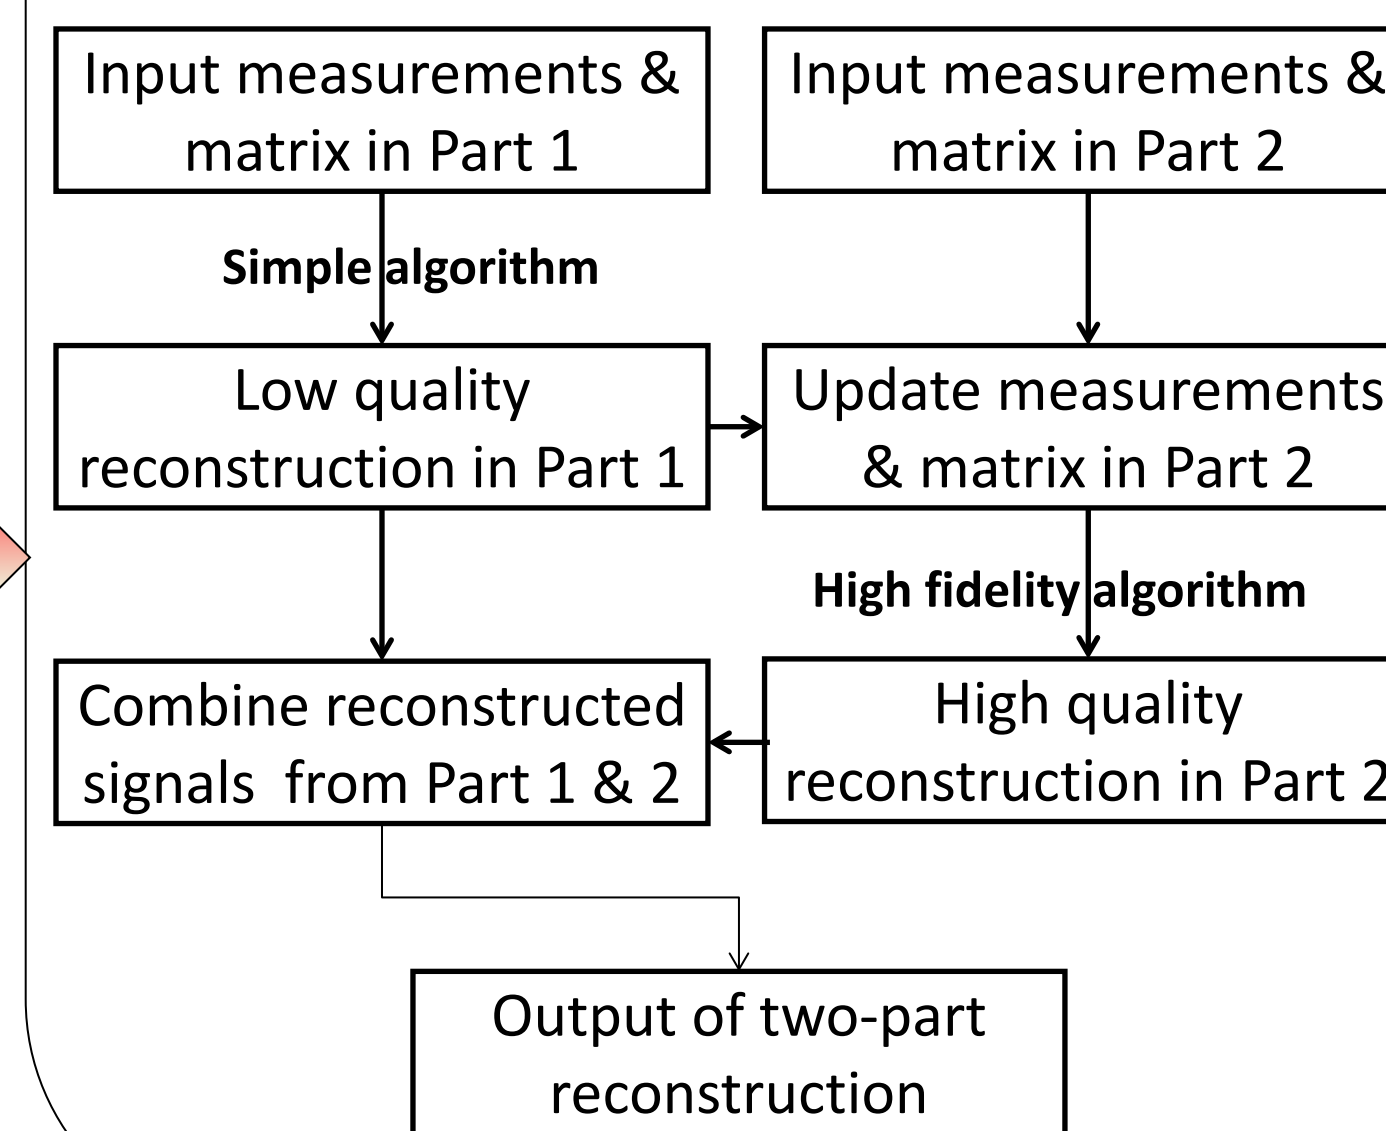 Input measurements &
matrix in Part 1
Input measurements &
matrix in Part 2
Simple algorithm
Low quality
reconstruction in Part 1
Update measurements
& matrix in Part 2
High fidelity algorithm
Combine reconstructed
signals  from Part 1 & 2
High quality
reconstruction in Part 2
Output of two-part
reconstruction